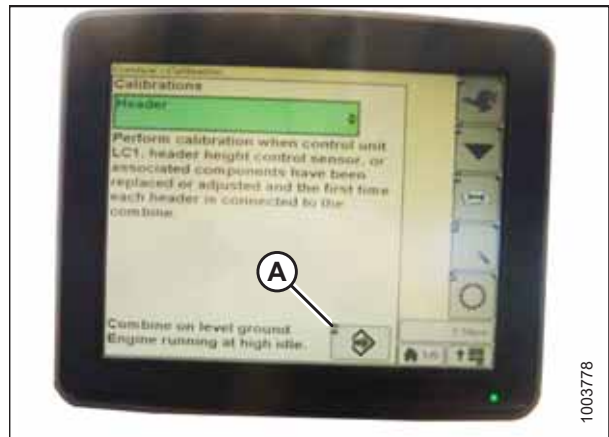 Calibrations
Header
Perform calibration when control unit
LC1, header height control sensor, or
associated components have been
replaced or adjusted and the first time
each header is connected to the
combine.
A
Combine on level ground.
Engine running at high idle.
1003778